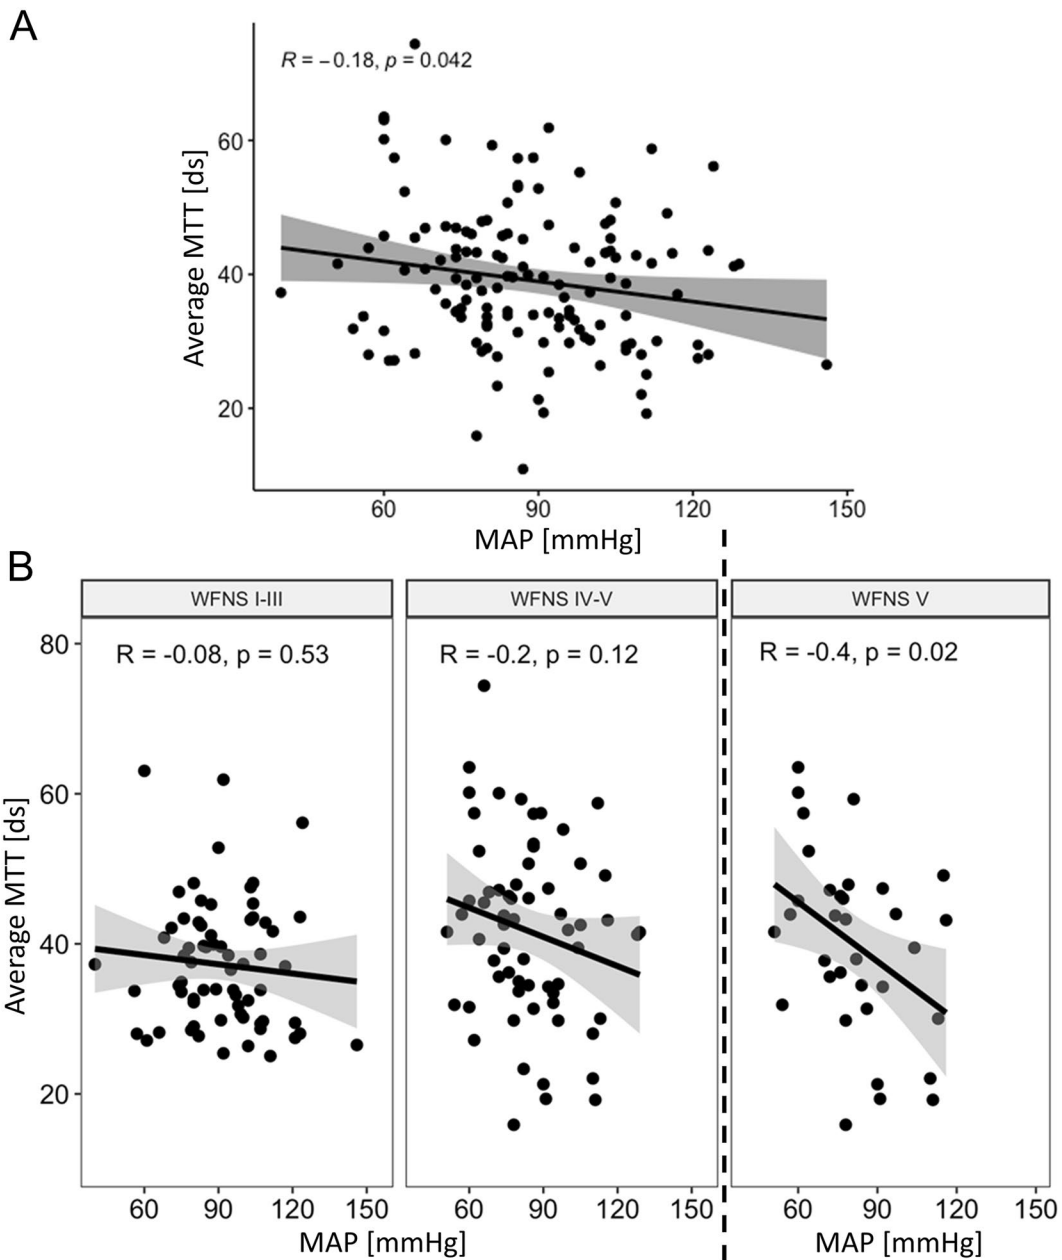 A
R = −0.18, p = 0.042
Average MTT [ds]
60
40
20
60 90 120 150
MAP [mmHg]
B
WFNS I-III WFNS IV-V WFNS V
R = -0.08, p = 0.53 R = -0.2, p = 0.12 R = -0.4, p = 0.02
Average MTT [ds]
80
60
40
20
60 90 120 150 60 90 120 150 60 90 120 150
MAP [mmHg] MAP [mmHg] MAP [mmHg]